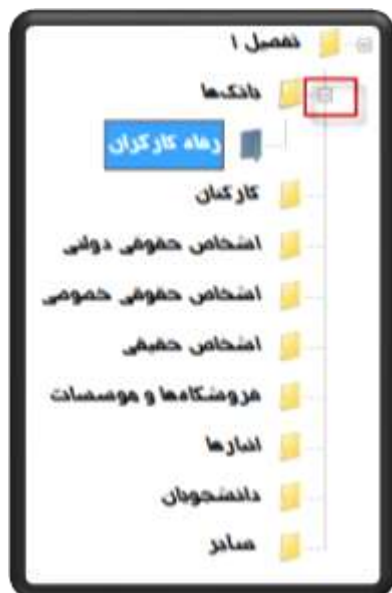 تفصیل ۱
بانک‌ها
رفاه کارگران
کارکنان
اشخاص حقوقی دولتی
اشخاص حقوقی خصوصی
اشخاص حقیقی
فروشگاه‌ها و موسسات
انبارها
دانشجویان
سایر